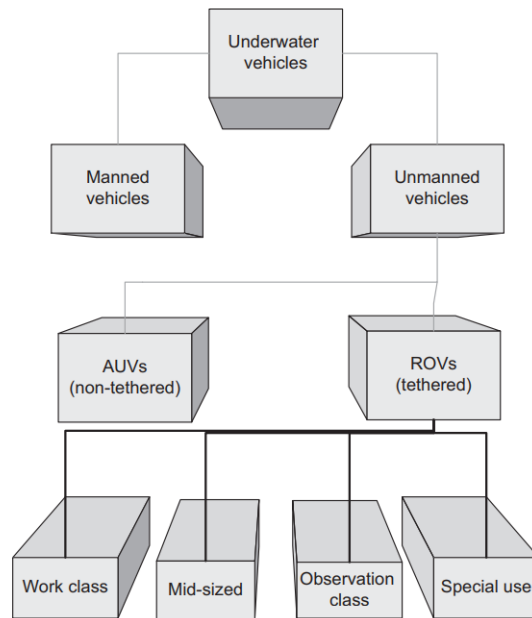 Underwater
vehicles
Manned
vehicles
Unmanned
vehicles
AUVs
(non-tethered)
ROVs
(tethered)
Work class
Mid-sized
Observation
class
Special use